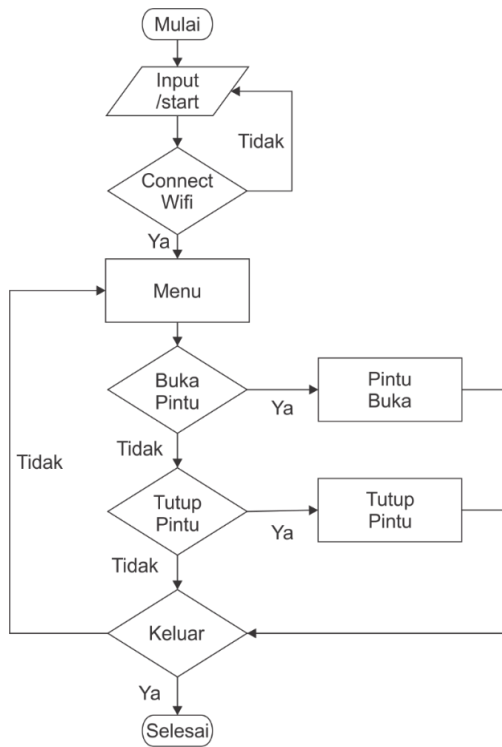 Mulai
Input
/start
Tidak
Connect
Wifi
Ya
Menu
Buka
Pintu
Ya
Pintu
Buka
Tidak
Tidak
Tutup
Pintu
Ya
Tutup
Pintu
Tidak
Keluar
Ya
Selesai